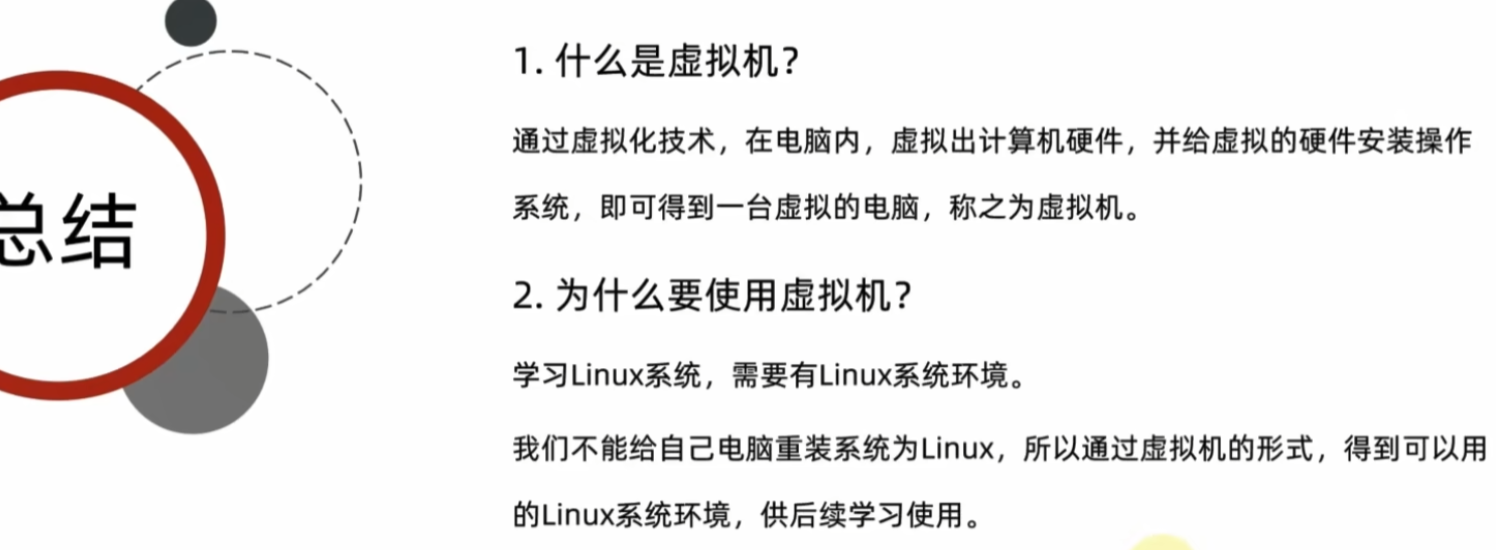 总结
1. 什么是虚拟机？
通过虚拟化技术，在电脑内，虚拟出计算机硬件，并给虚拟的硬件安装操作
系统，即可得到一台虚拟的电脑，称之为虚拟机。
2. 为什么要使用虚拟机？
学习Linux系统，需要有Linux系统环境。
我们不能给自己电脑重装系统为Linux，所以通过虚拟机的形式，得到可以用
的Linux系统环境，供后续学习使用。